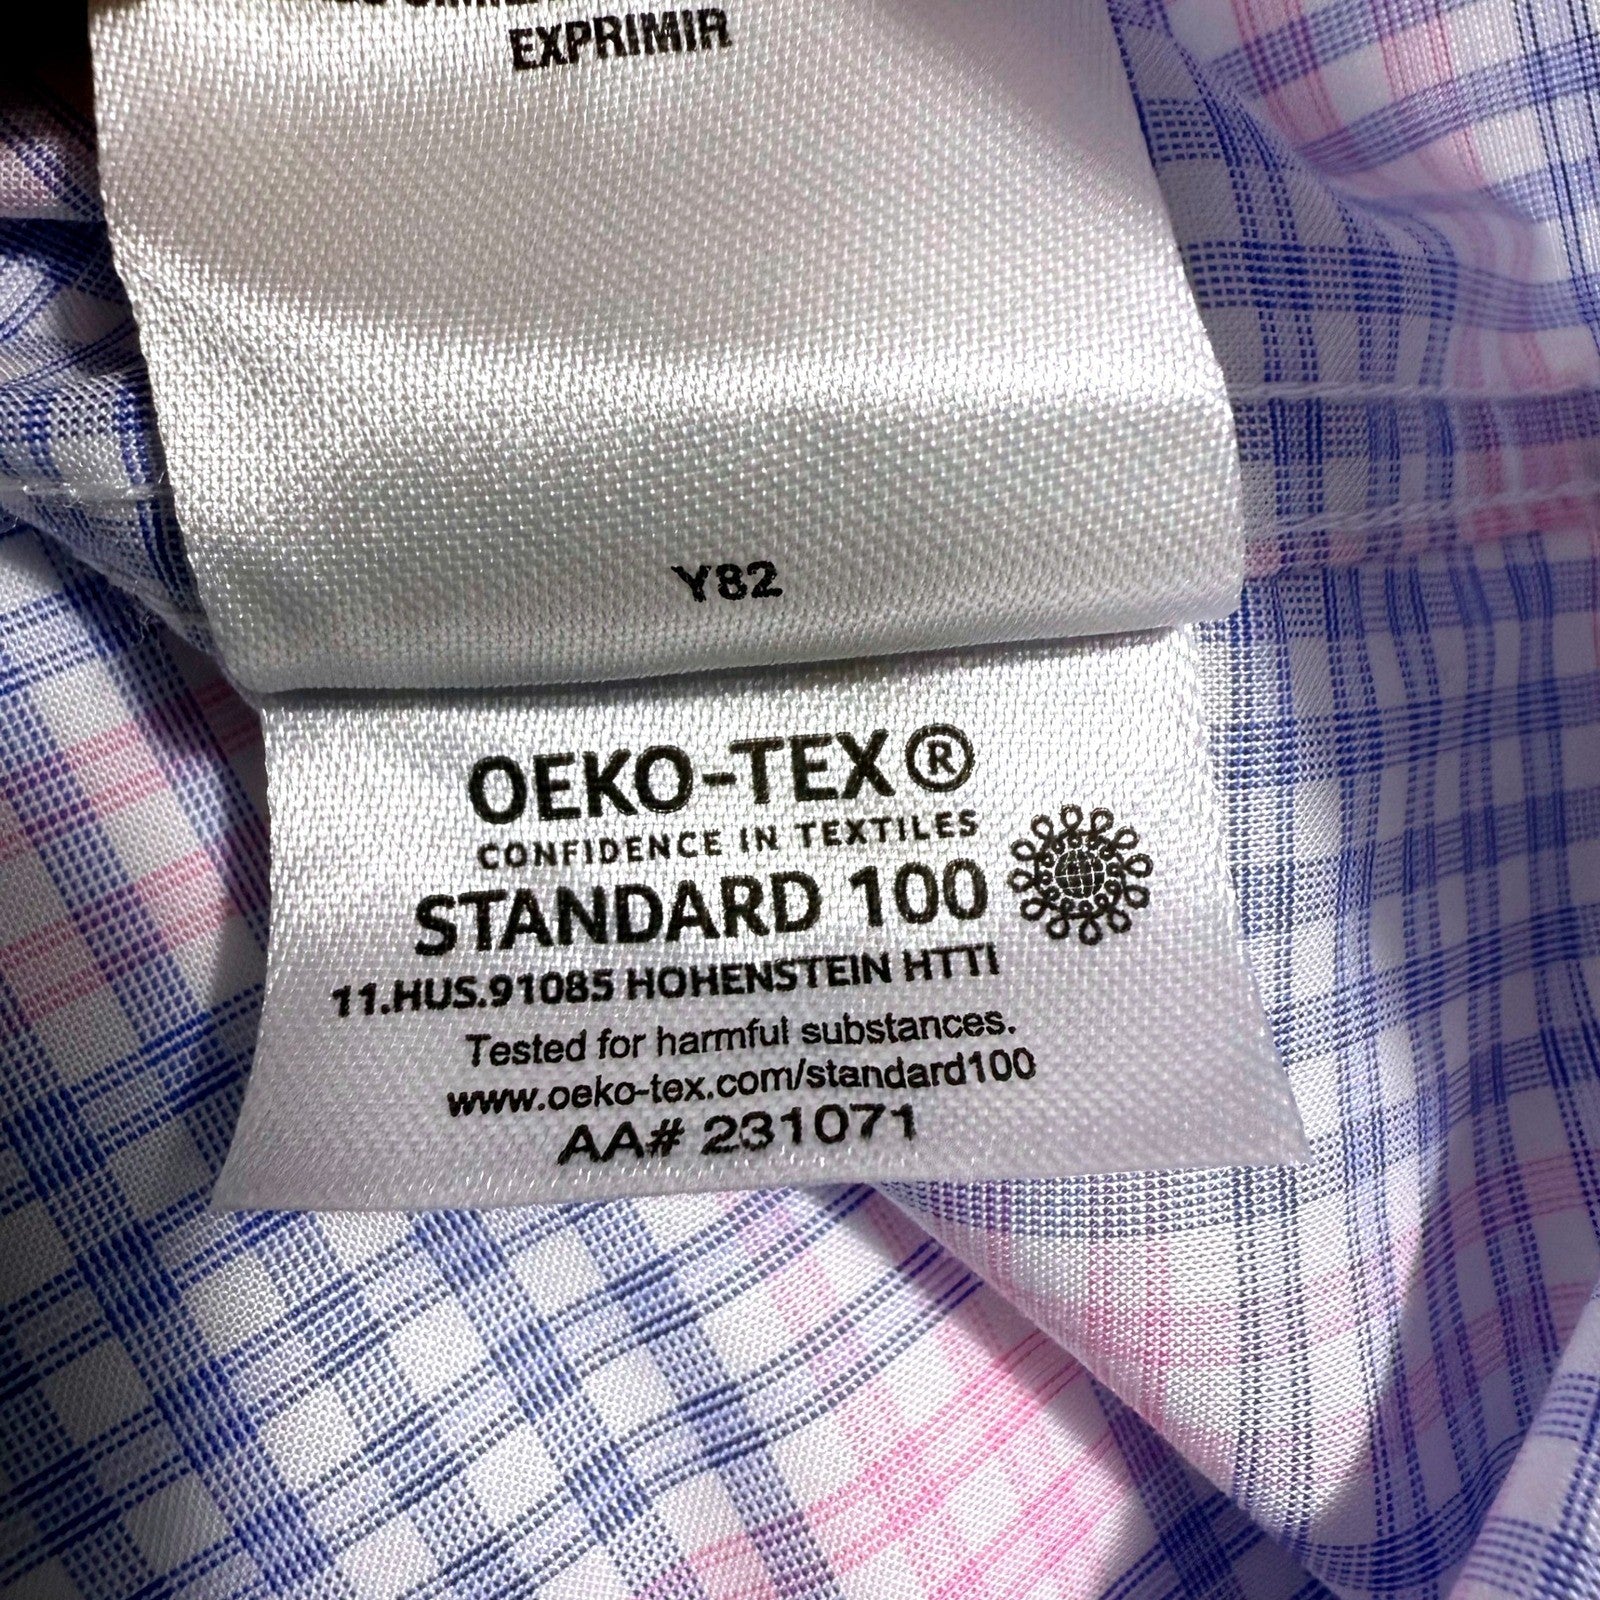 EXPRIMIR
Y82
OEKO-TEX®
CONFIDENCE IN TEXTILES
STANDARD 100
11.HUS.91085 HOHENSTEIN HTTI
Tested for harmful substances.
www.oeko-tex.com/standard100
AA# 231071